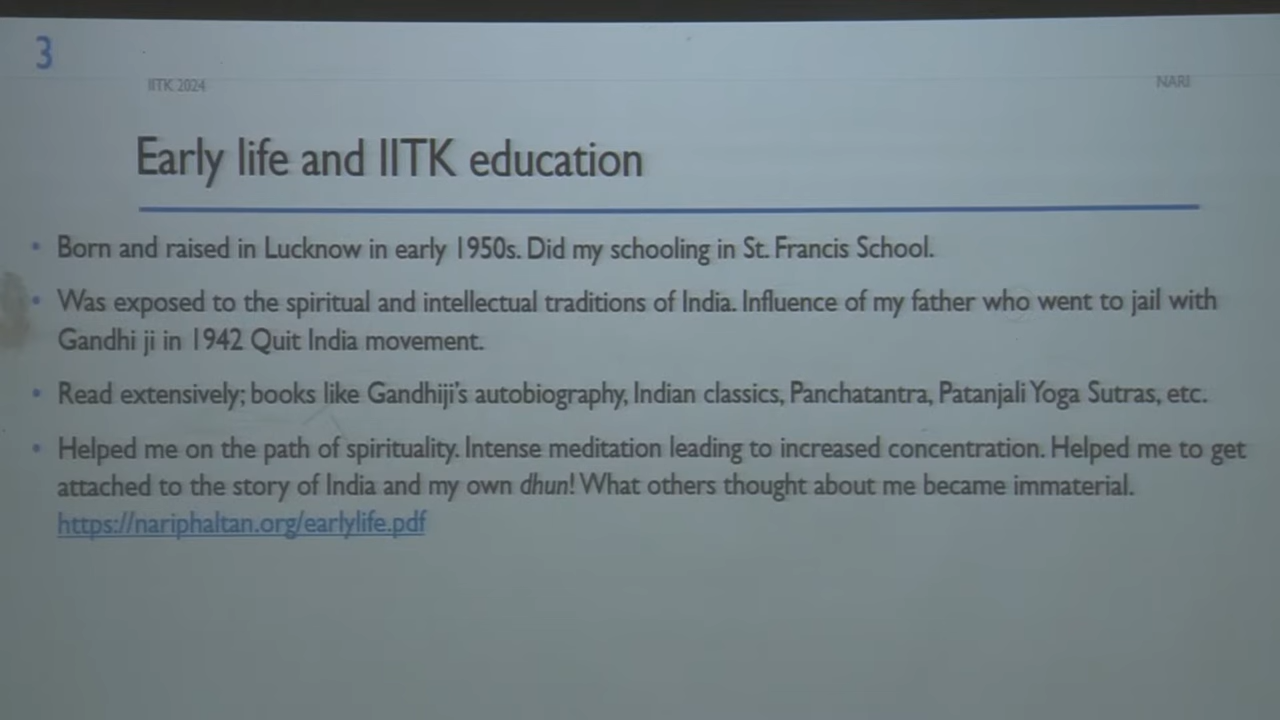 3
IITK 2024
NARI
Early life and IITK education
• Born and raised in Lucknow in early 1950s. Did my schooling in St. Francis School.
• Was exposed to the spiritual and intellectual traditions of India. Influence of my father who went to jail with
Gandhi ji in 1942 Quit India movement.
• Read extensively; books like Gandhiji's autobiography, Indian classics, Panchatantra, Patanjali Yoga Sutras, etc.
• Helped me on the path of spirituality. Intense meditation leading to increased concentration. Helped me to get
attached to the story of India and my own dhun! What others thought about me became immaterial.
https://nariphaltan.org/earlylife.pdf